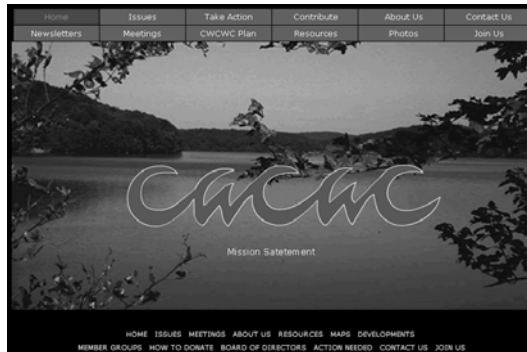 Home Issues Take Action Contribute About Us Contact Us
Newsletters Meetings CWCWC Plan Resources Photos Join Us
CWCWC
Mission Satetement
HOME ISSUES MEETINGS ABOUT US RESOURCES MAPS DEVELOPMENTS
MEMBER GROUPS HOW TO DONATE BOARD OF DIRECTORS ACTION NEEDED CONTACT US JOIN US